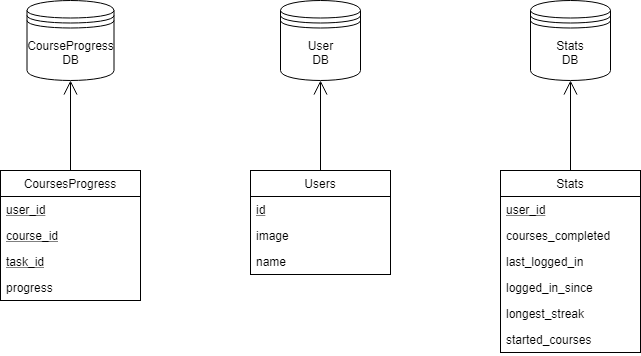 CourseProgress
DB
User
DB
Stats
DB
CoursesProgress
user_id
course_id
task_id
progress
Users
id
image
name
Stats
user_id
courses_completed
last_logged_in
logged_in_since
longest_streak
started_courses